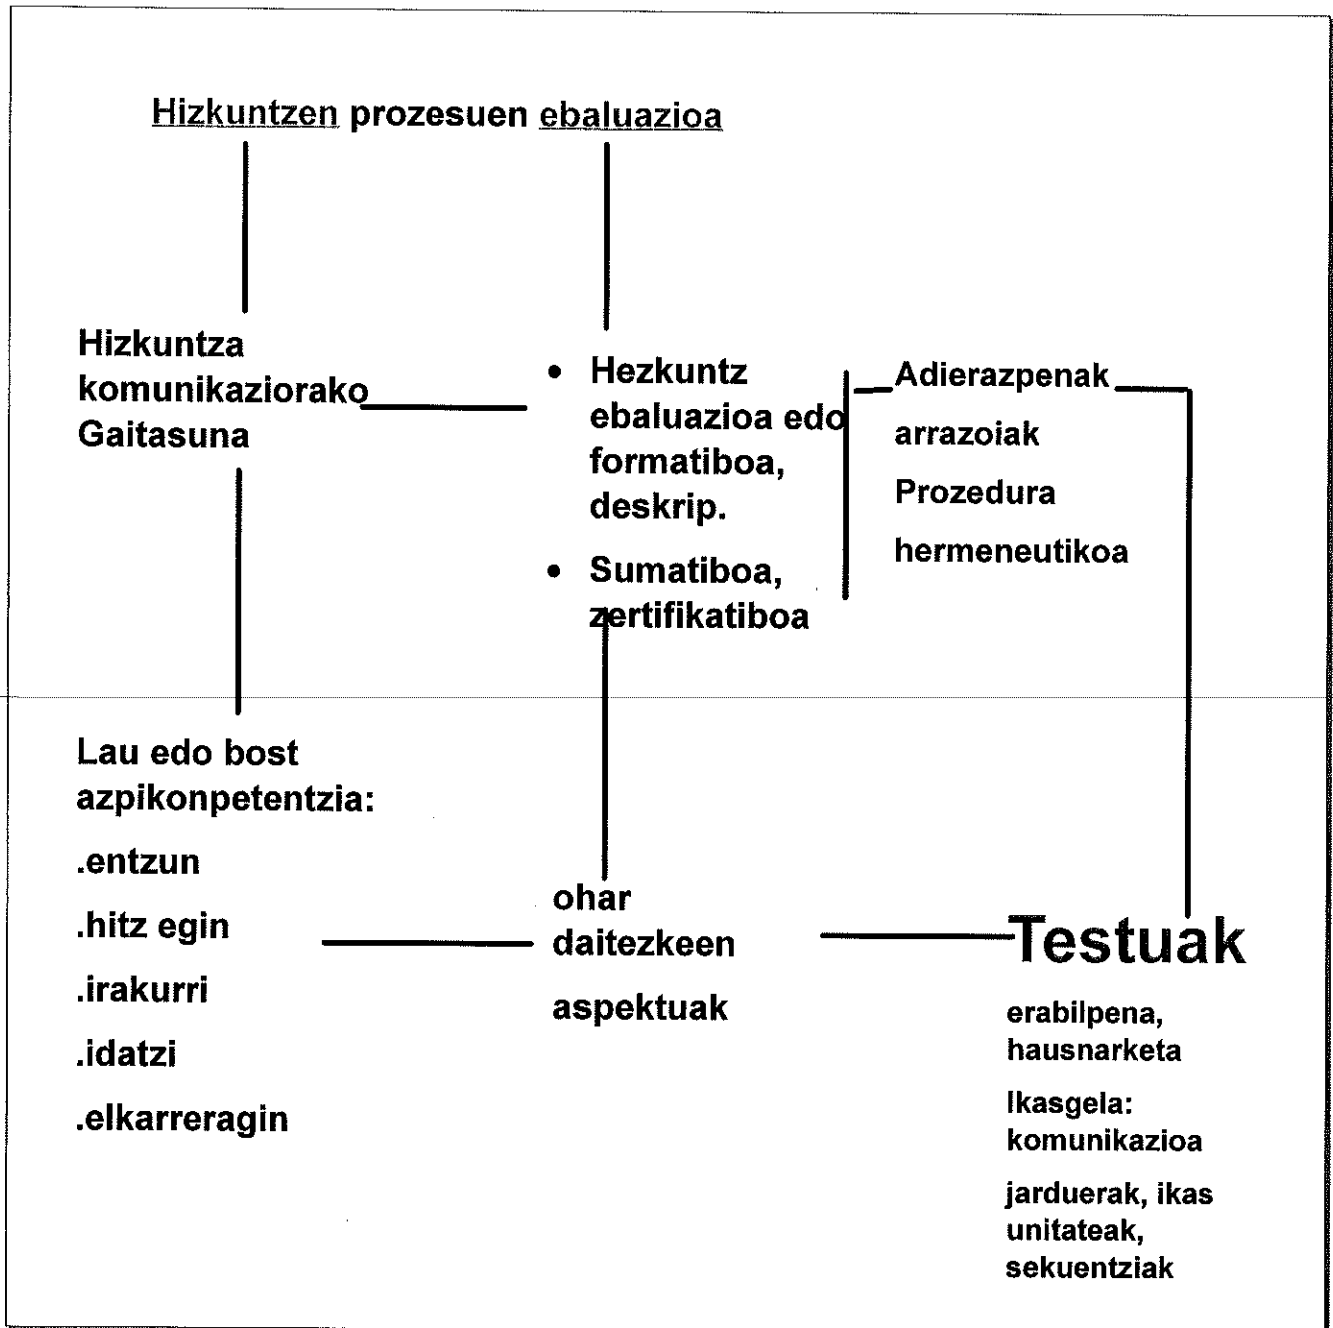 Hizkuntzen prozesuen ebaluazioa
Hizkuntza
komunikaziorako
Gaitasuna
• Hezkuntz
ebaluazioa edo
formatiboa,
deskrip.
• Sumatiboa,
zertifikatiboa
Adierazpenak
arrazoiak
Prozedura
hermeneutikoa
Lau edo bost
azpikonpetentzia:
.entzun
.hitz egin
.irakurri
.idatzi
.elkarreragin
ohar
daitezkeen
aspektuak
Testuak
erabilpena,
hausnarketa
Ikasgela:
komunikazioa
jarduerak, ikas
unitateak,
sekuentziak